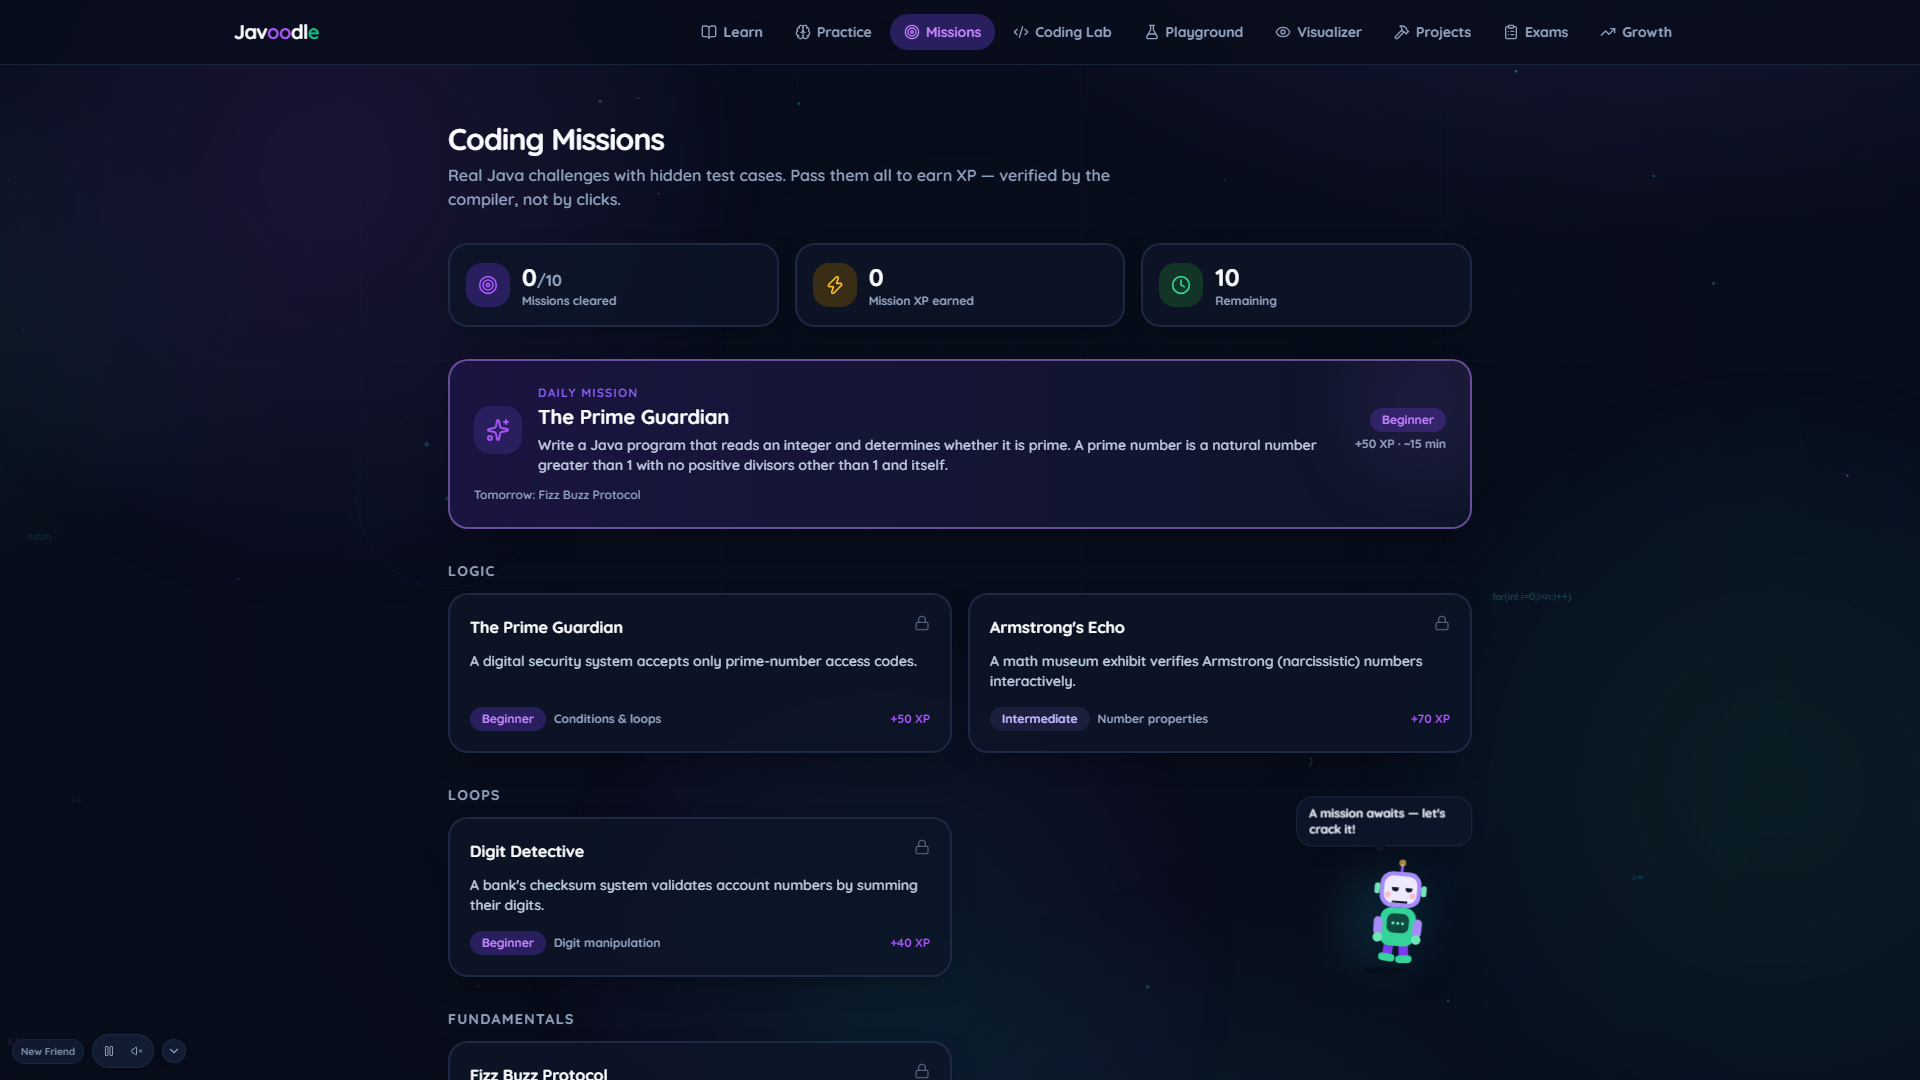 Javoodle
Learn
Practice
Missions
Coding Lab
Playground
Visualizer
Projects
Exams
Growth
Coding Missions
Real Java challenges with hidden test cases. Pass them all to earn XP — verified by the
compiler, not by clicks.
0/10
Missions cleared
0
Mission XP earned
10
Remaining
DAILY MISSION
The Prime Guardian
Write a Java program that reads an integer and determines whether it is prime. A prime number is a natural number
greater than 1 with no positive divisors other than 1 and itself.
Beginner
+50 XP · ~15 min
Tomorrow: Fizz Buzz Protocol
catch
LOGIC
for(int i=0;i<n;i++)
The Prime Guardian
A digital security system accepts only prime-number access codes.
Beginner
Conditions & loops
+50 XP
Armstrong's Echo
A math museum exhibit verifies Armstrong (narcissistic) numbers
interactively.
Intermediate
Number properties
+70 XP
}
LOOPS
++
A mission awaits — let's
crack it!
Digit Detective
A bank's checksum system validates account numbers by summing
their digits.
Beginner
Digit manipulation
+40 XP
>=
FUNDAMENTALS
New Friend
Fizz Buzz Protocol